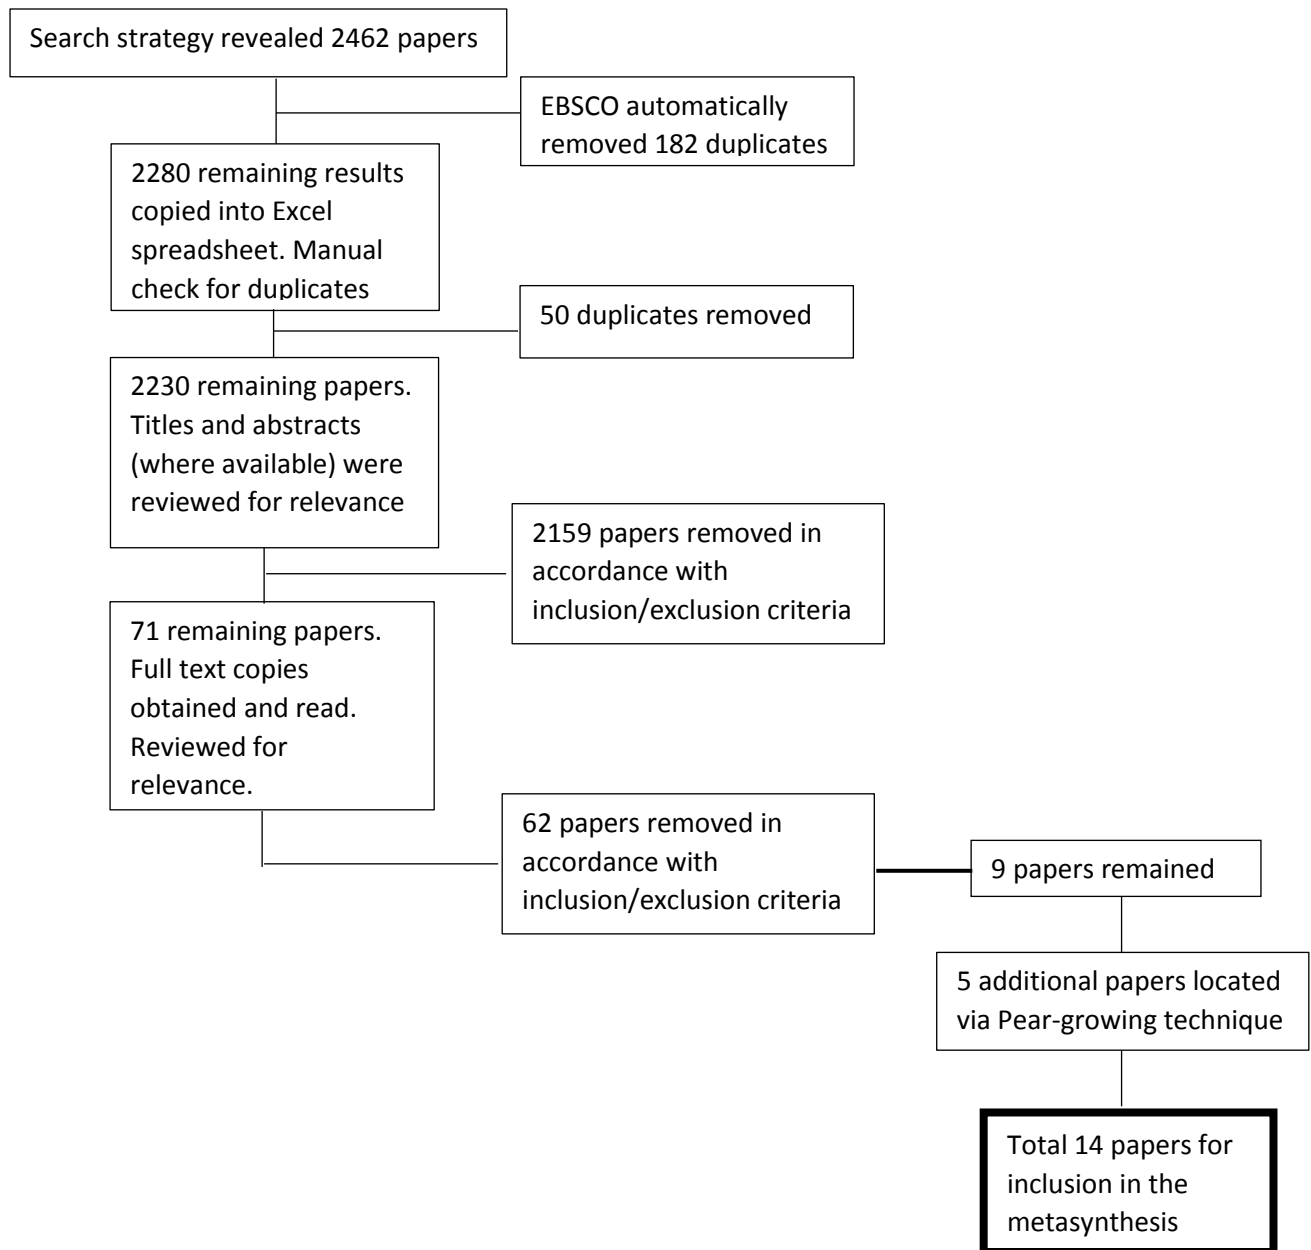 Search strategy revealed 2462 papers
EBSCO automatically
removed 182 duplicates
2280 remaining results
copied into Excel
spreadsheet. Manual
check for duplicates
50 duplicates removed
2230 remaining papers.
Titles and abstracts
(where available) were
reviewed for relevance
2159 papers removed in
accordance with
inclusion/exclusion criteria
71 remaining papers.
Full text copies
obtained and read.
Reviewed for
relevance.
62 papers removed in
accordance with
inclusion/exclusion criteria
9 papers remained
5 additional papers located
via Pear-growing technique
Total 14 papers for
inclusion in the
metasynthesis